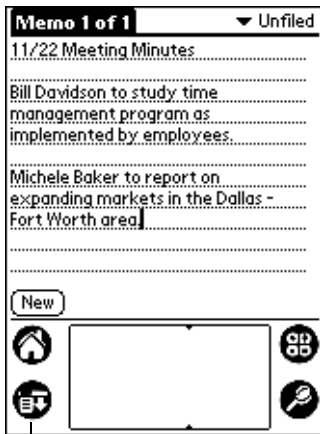 Memo 1 of 1
Unfiled
11/22 Meeting Minutes
Bill Davidson to study time
management program as
implemented by employees.
Michele Baker to report on
expanding markets in the Dallas -
Fort Worth area.
New